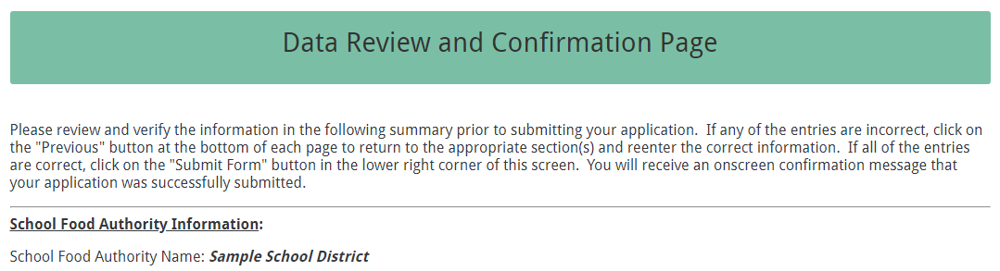 Data Review and Confirmation Page
Please review and verify the information in the following summary prior to submitting your application.  If any of the entries are incorrect, click on
the "Previous" button at the bottom of each page to return to the appropriate section(s) and reenter the correct information.  If all of the entries
are correct, click on the "Submit Form" button in the lower right corner of this screen.  You will receive an onscreen confirmation message that
your application was successfully submitted.
School Food Authority Information:
School Food Authority Name: Sample School District